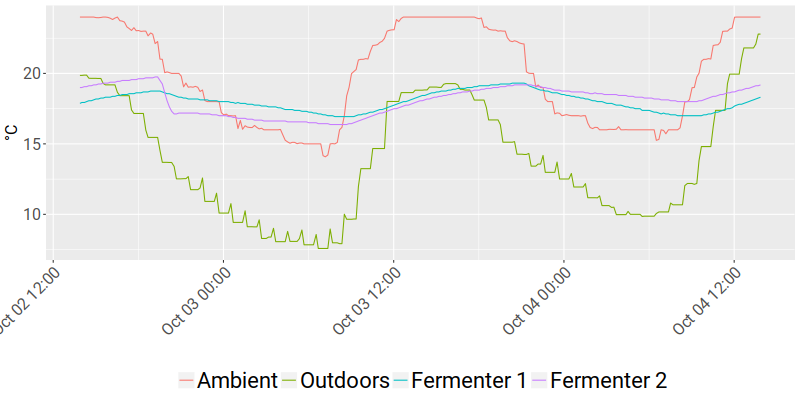 20
15
10
°C
ct 02 12:00
Oct 03 00:00
Oct 03 12:00
Oct 04 00:00
Oct 04 12:00
Ambient Outdoors Fermenter 1 Fermenter 2